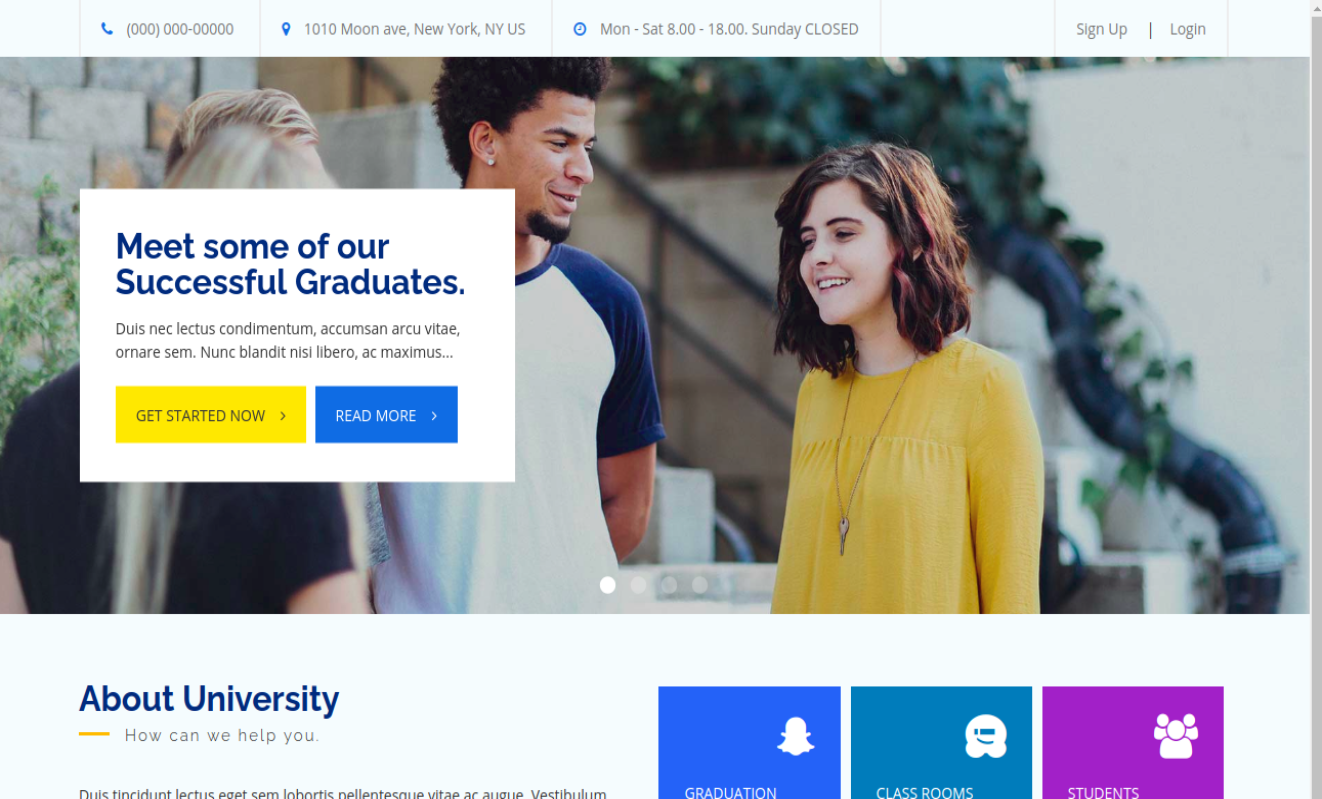 (000) 000-00000
1010 Moon ave, New York, NY US
Mon - Sat 8.00 - 18.00. Sunday CLOSED
Sign Up | Login
Meet some of our
Successful Graduates.
Duis nec lectus condimentum, accumsan arcu vitae,
ornare sem. Nunc blandit nisi libero, ac maximus...
GET STARTED NOW
READ MORE
About University
How can we help you.
Duis tincidunt lectus eget sem lobortis pellentesque vitae ac augue. Vestibulum
GRADUATION
CLASS ROOMS
STUDENTS